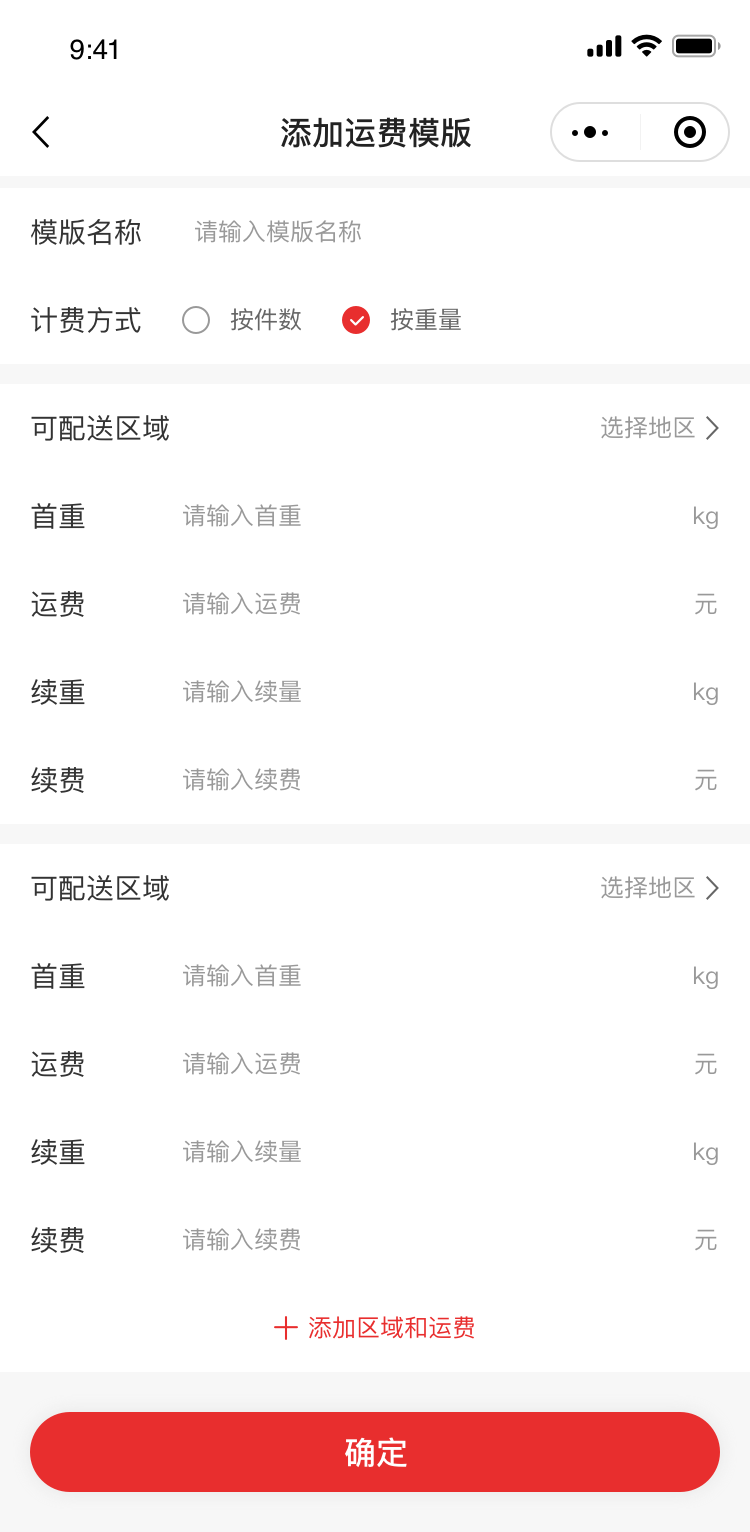 9:41
添加运费模版
模版名称 请输入模版名称
计费方式 按件数 按重量
可配送区域 选择地区
首重 请输入首重 kg
运费 请输入运费 元
续重 请输入续量 kg
续费 请输入续费 元
可配送区域 选择地区
首重 请输入首重 kg
运费 请输入运费 元
续重 请输入续量 kg
续费 请输入续费 元
添加区域和运费
确定